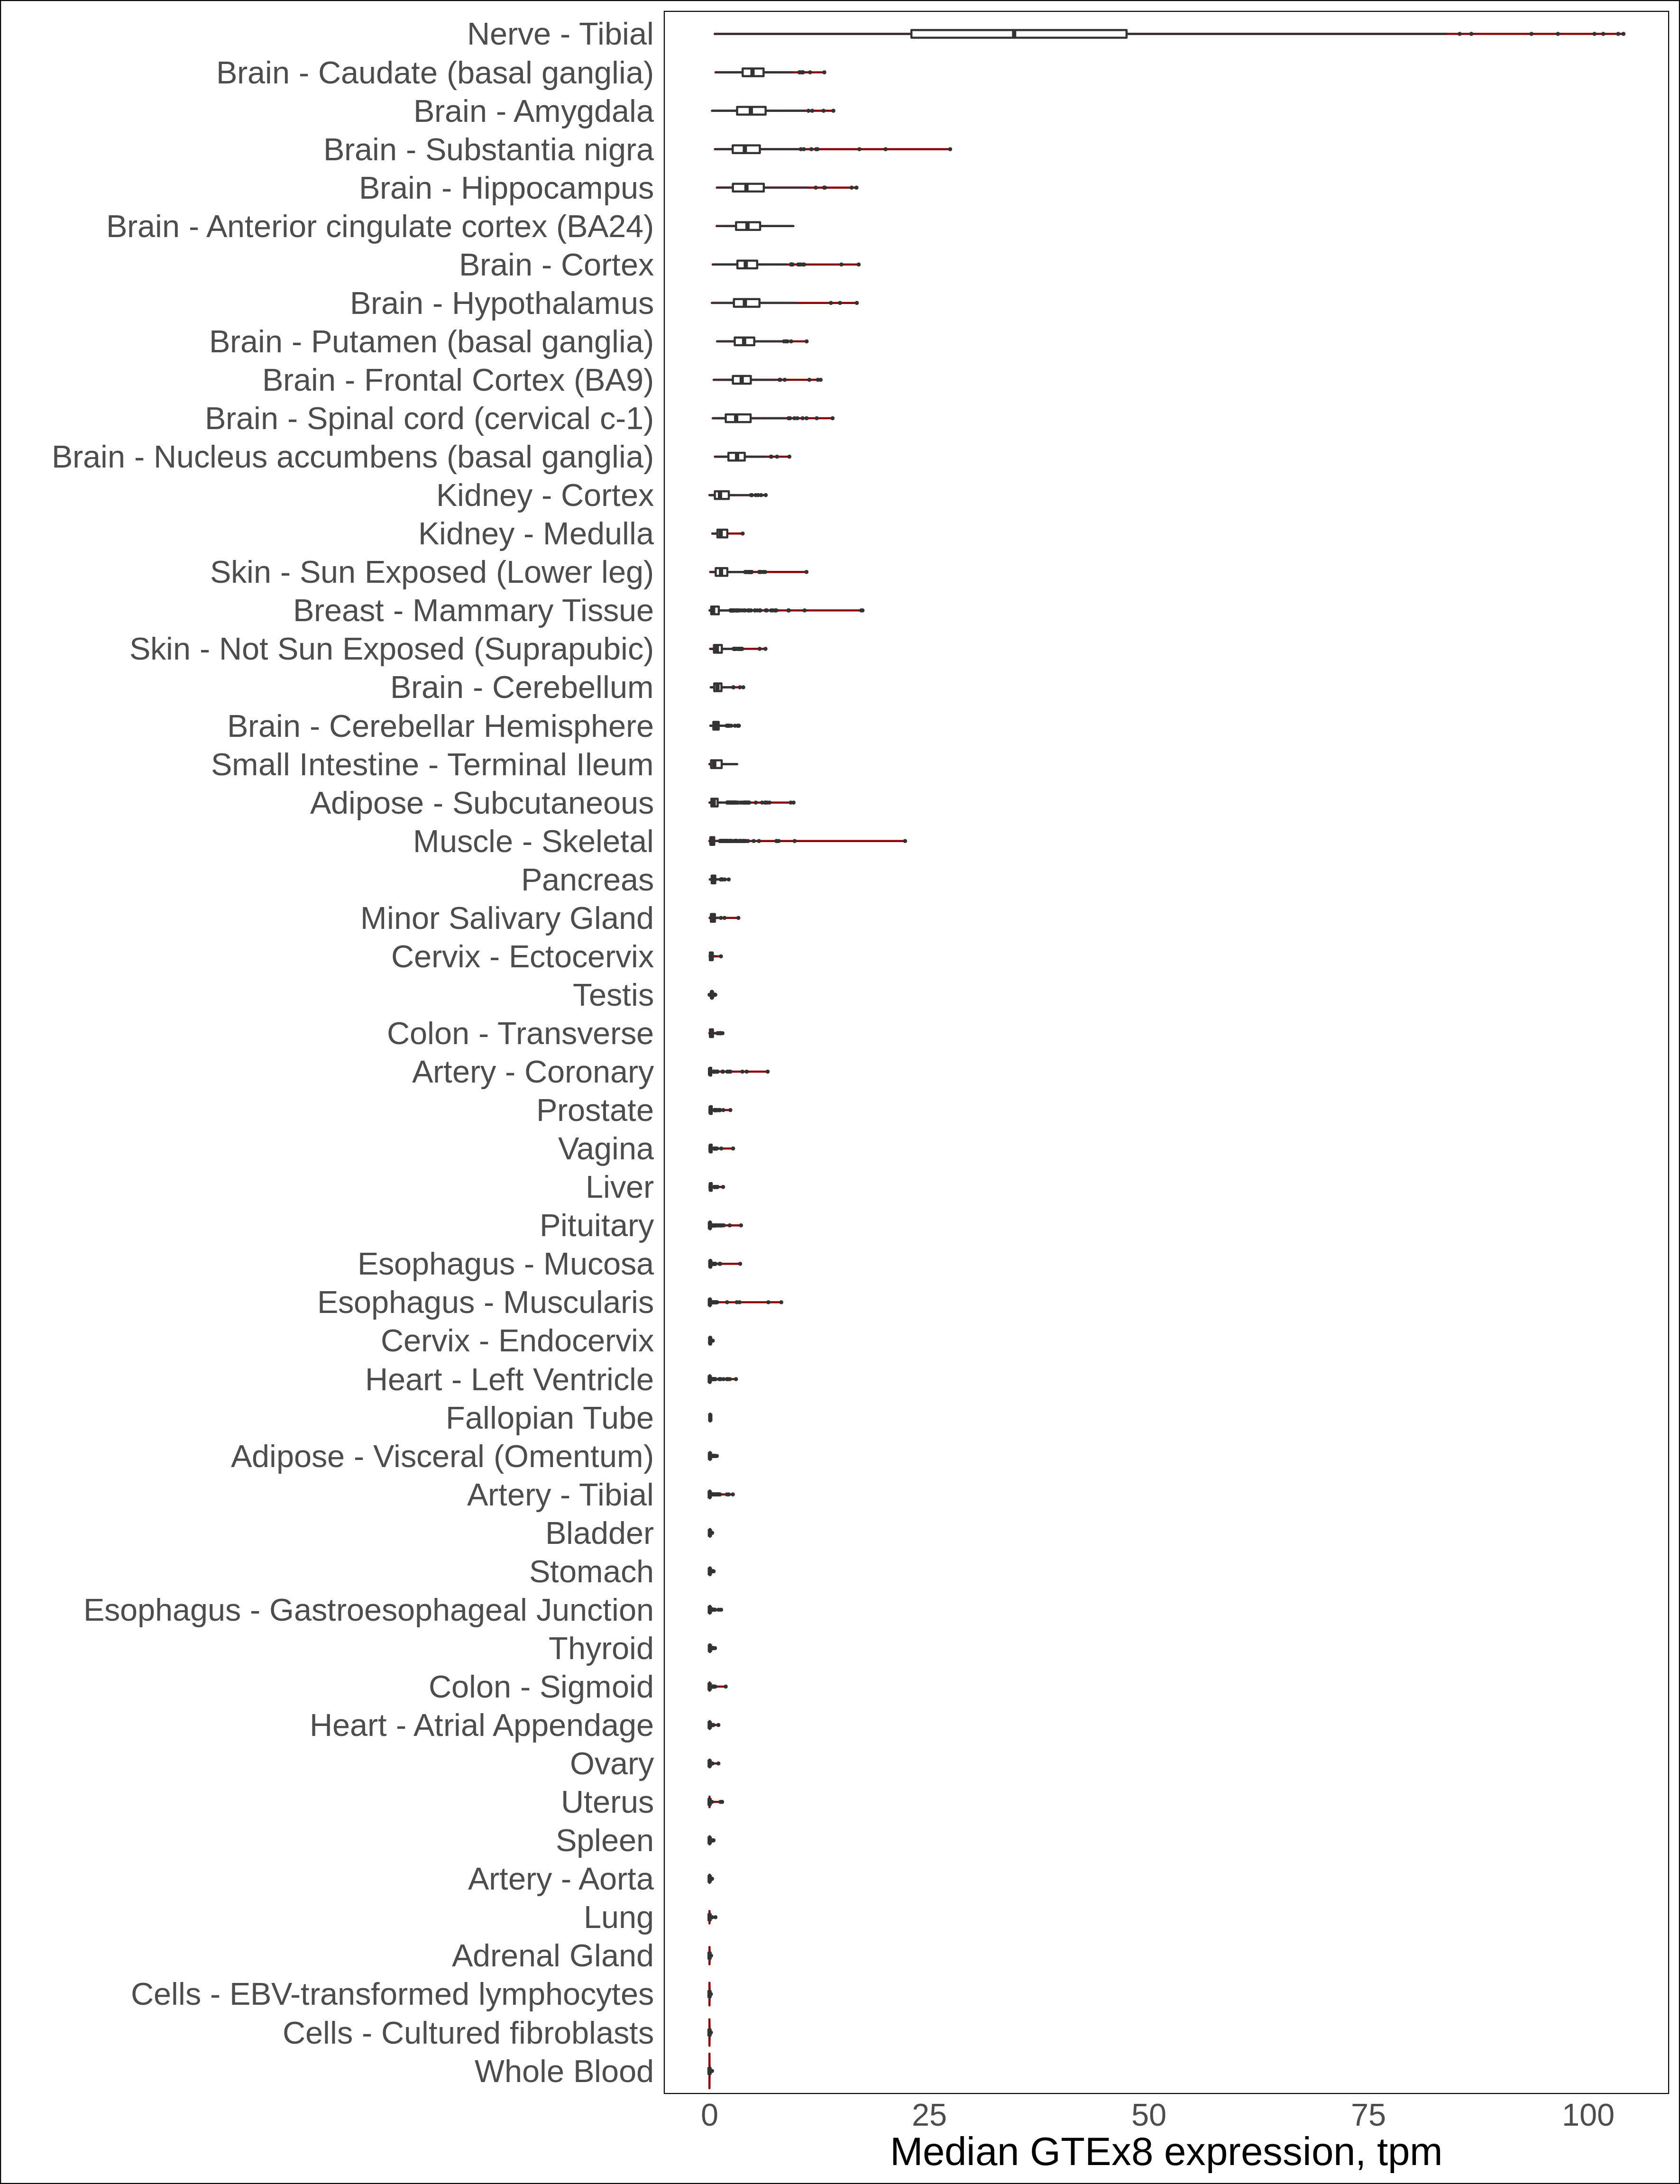 Nerve - Tibial
Brain - Caudate (basal ganglia)
Brain - Amygdala
Brain - Substantia nigra
Brain - Hippocampus
Brain - Anterior cingulate cortex (BA24)
Brain - Cortex
Brain - Hypothalamus
Brain - Putamen (basal ganglia)
Brain - Frontal Cortex (BA9)
Brain - Spinal cord (cervical c-1)
Brain - Nucleus accumbens (basal ganglia)
Kidney - Cortex
Kidney - Medulla
Skin - Sun Exposed (Lower leg)
Breast - Mammary Tissue
Skin - Not Sun Exposed (Suprapubic)
Brain - Cerebellum
Brain - Cerebellar Hemisphere
Small Intestine - Terminal Ileum
Adipose - Subcutaneous
Muscle - Skeletal
Pancreas
Minor Salivary Gland
Cervix - Ectocervix
Testis
Colon - Transverse
Artery - Coronary
Prostate
Vagina
Liver
Pituitary
Esophagus - Mucosa
Esophagus - Muscularis
Cervix - Endocervix
Heart - Left Ventricle
Fallopian Tube
Adipose - Visceral (Omentum)
Artery - Tibial
Bladder
Stomach
Esophagus - Gastroesophageal Junction
Thyroid
Colon - Sigmoid
Heart - Atrial Appendage
Ovary
Uterus
Spleen
Artery - Aorta
Lung
Adrenal Gland
Cells - EBV-transformed lymphocytes
Cells - Cultured fibroblasts
Whole Blood
0 25 50 75 100
Median GTEx8 expression, tpm